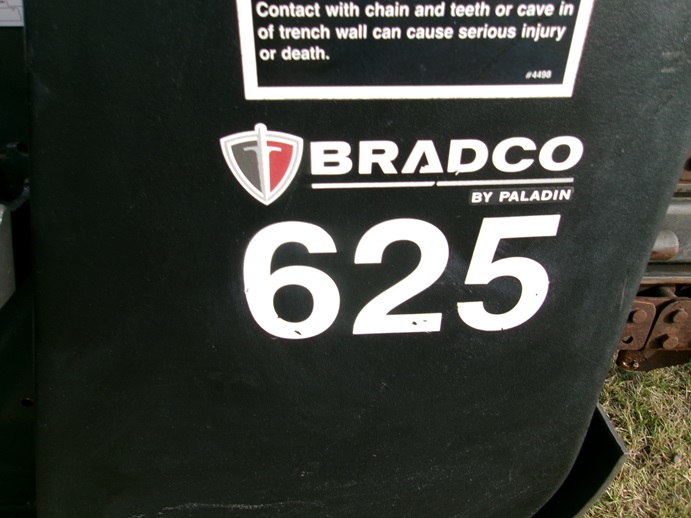 Contact with chain and teeth or cave in
of trench wall can cause serious injury
or death.
#4498
BRADCO
BY PALADIN
625